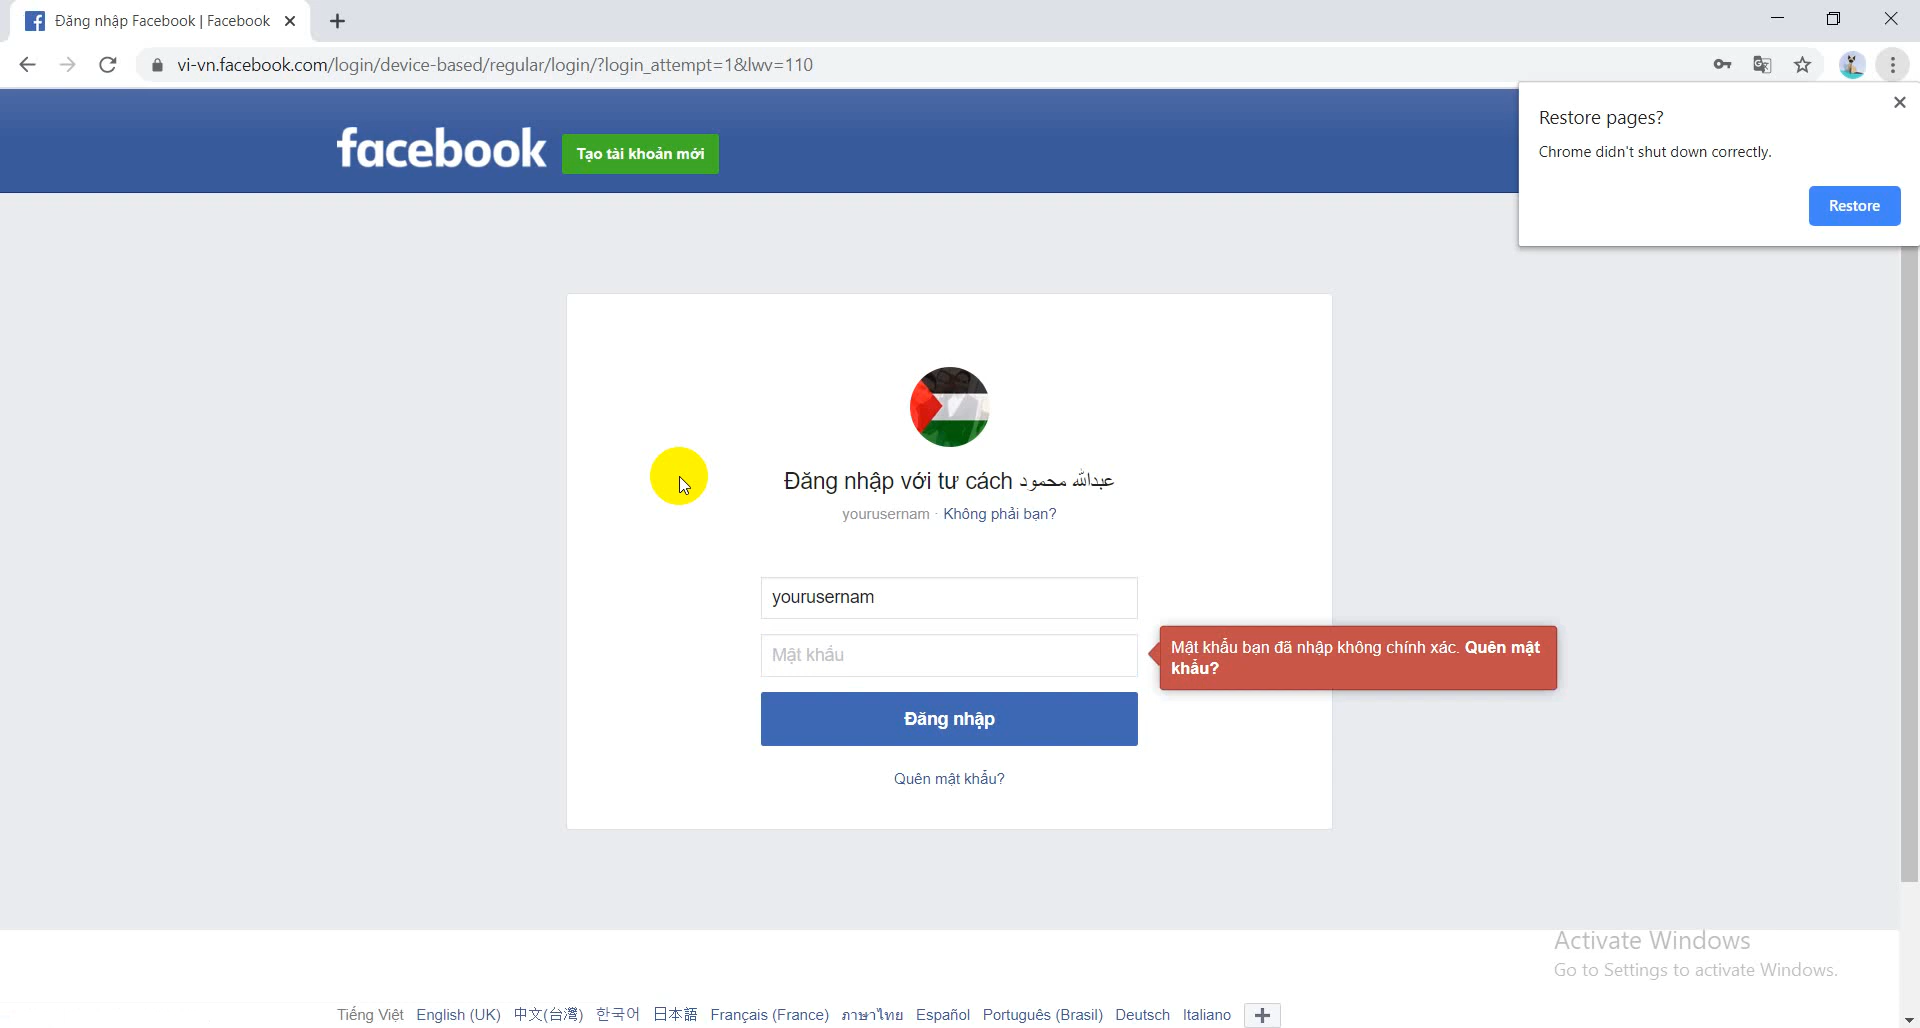 Đăng nhập Facebook | Facebook
vi-vn.facebook.com/login/device-based/regular/login/?login_attempt=1&lwv=110
Restore pages?
Chrome didn't shut down correctly.
Restore
facebook
Tạo tài khoản mới
Đăng nhập với tư cách عبدالله محمود
yourusernam · Không phải bạn?
yourusernam
Mật khẩu
Mật khẩu bạn đã nhập không chính xác. Quên mật
khẩu?
Đăng nhập
Quên mật khẩu?
Activate Windows
Go to Settings to activate Windows.
Tiếng Việt English (UK) 中文(台灣) 한국어 日本語 Français (France) ภาษาไทย Español Português (Brasil) Deutsch Italiano